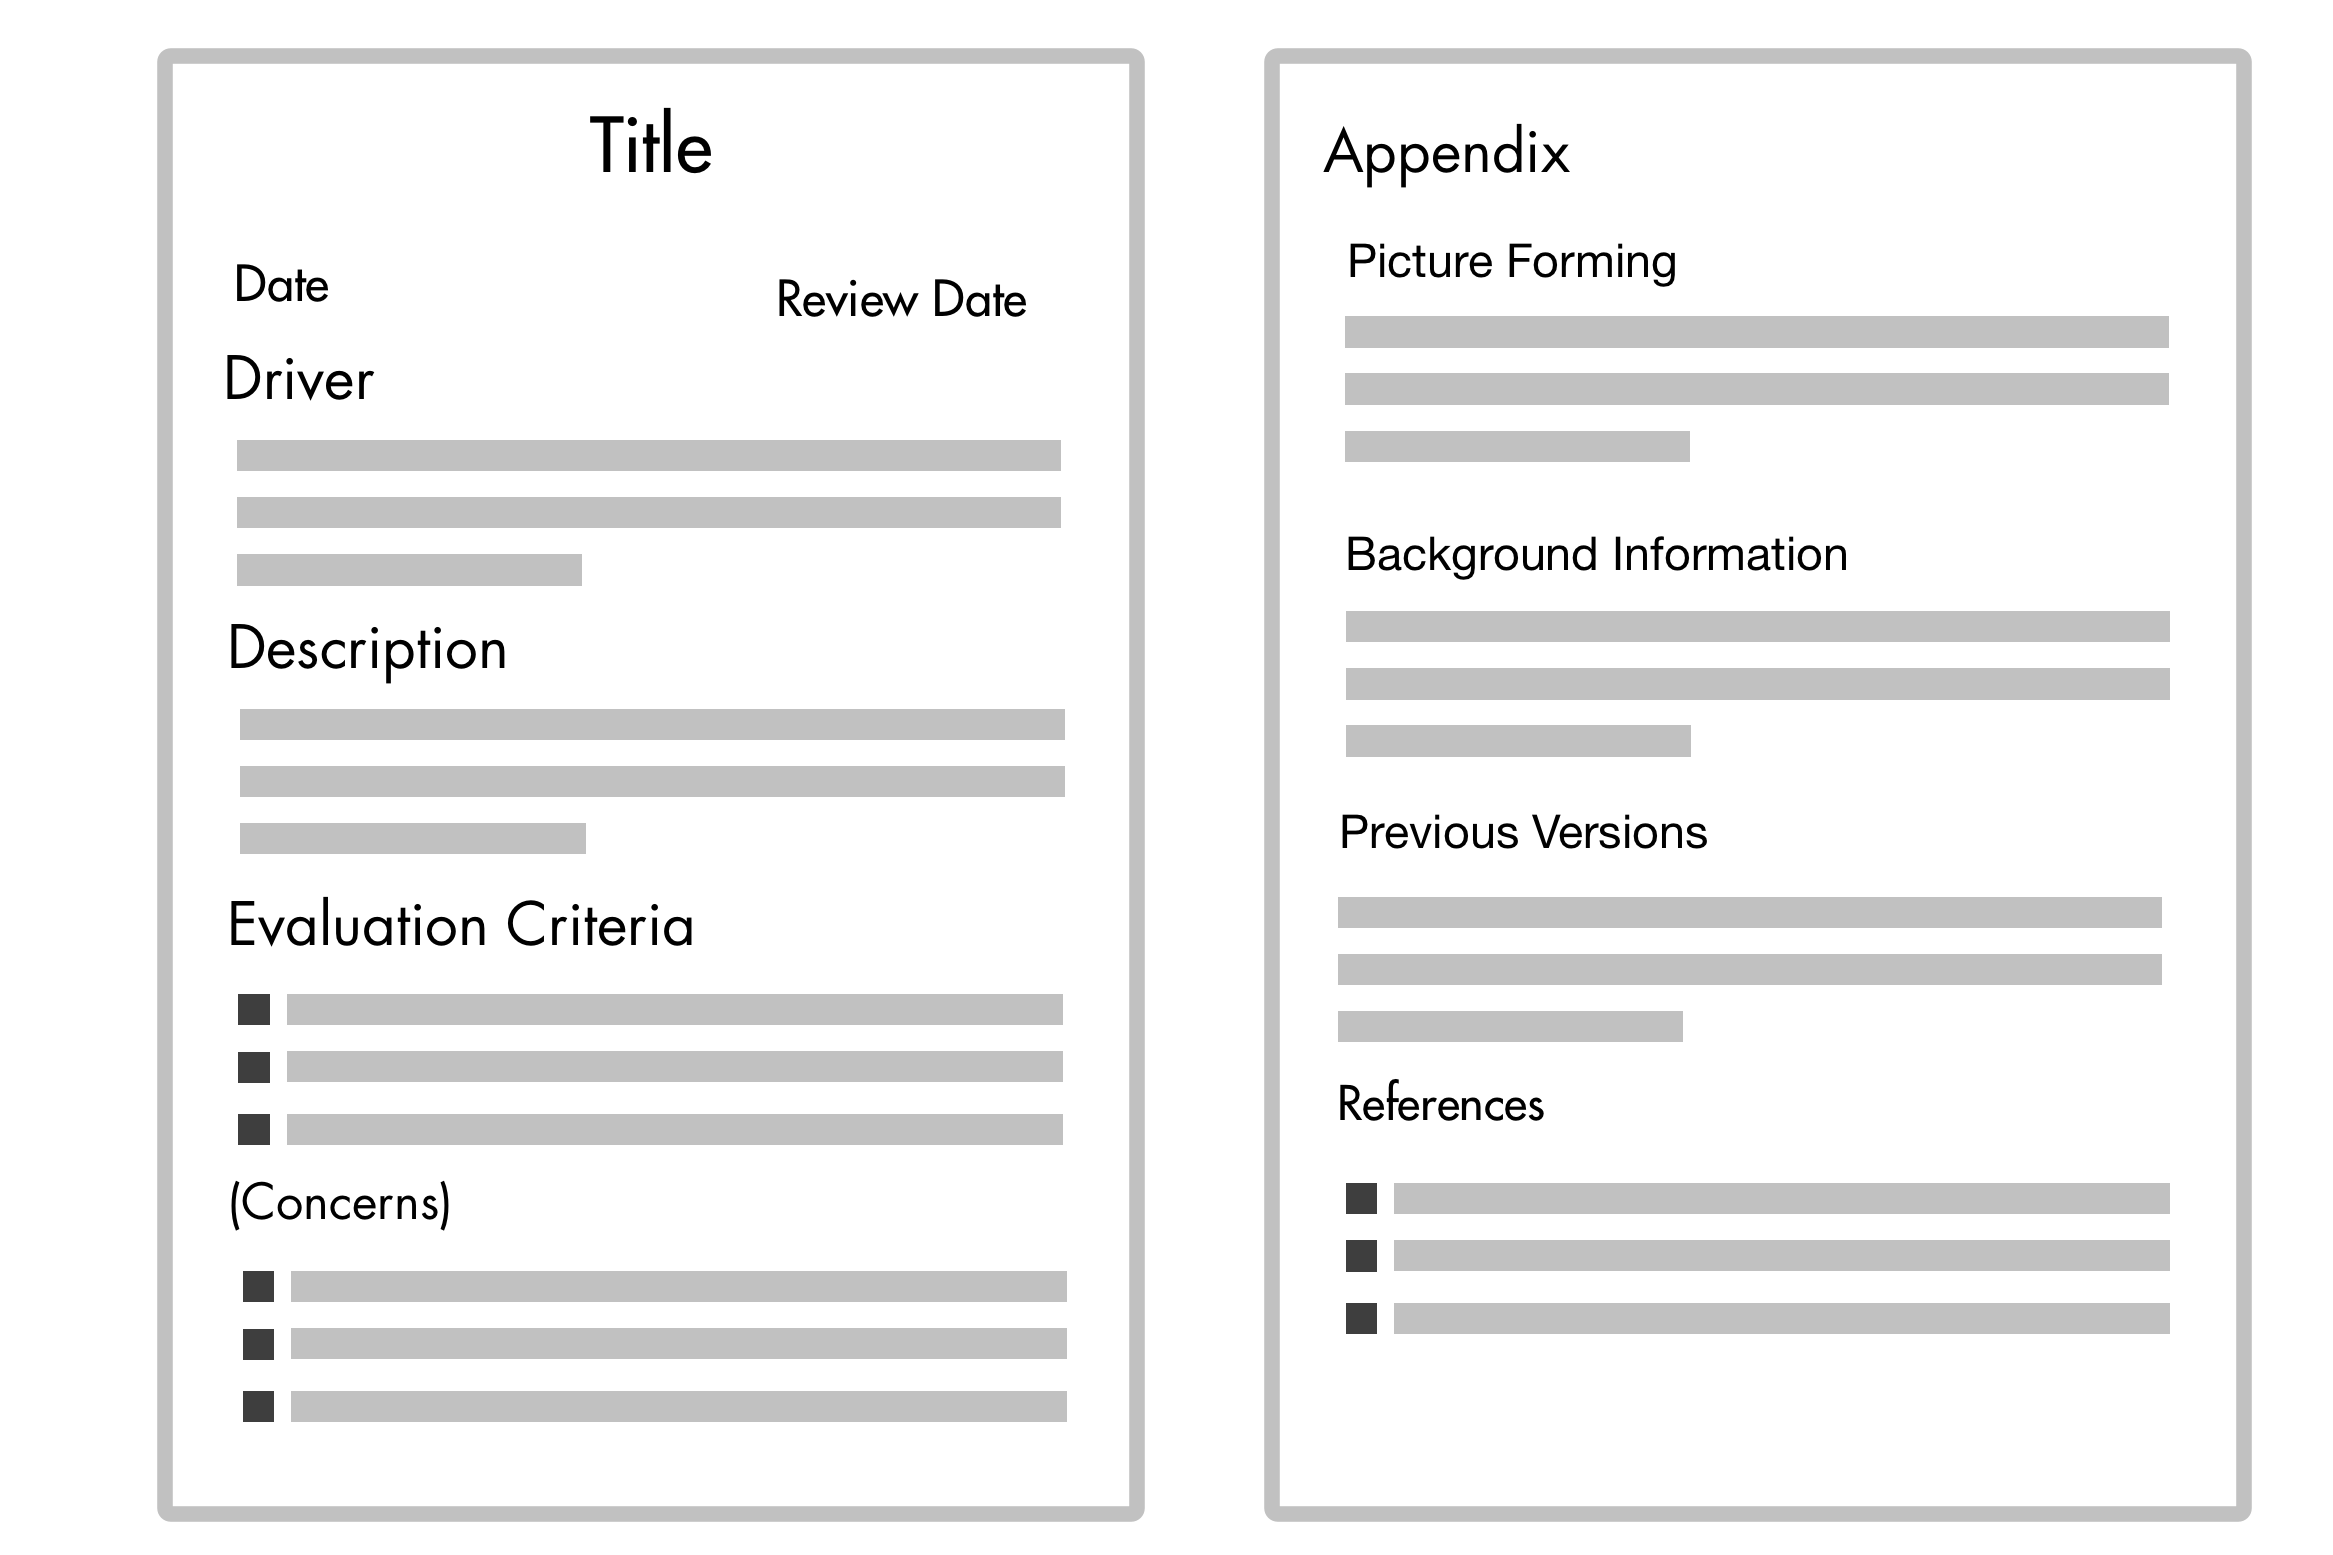 Title
Date
Review Date
Driver
Description
Evaluation Criteria
(Concerns)
Appendix
Picture Forming
Background Information
Previous Versions
References